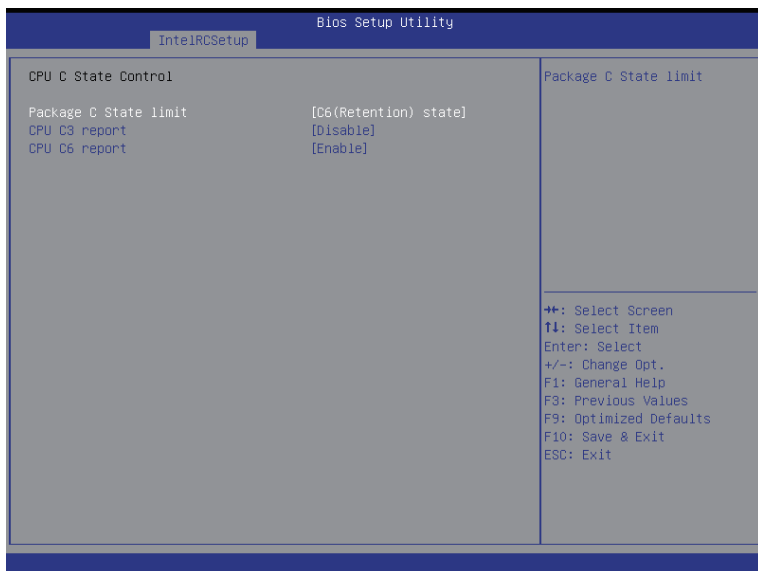 Bios Setup Utility
IntelRCSetup
CPU C State Control
Package C State limit [C6(Retention) state]
CPU C3 report [Disable]
CPU C6 report [Enable]
Package C State limit
→←: Select Screen
↑↓: Select Item
Enter: Select
+/-: Change Opt.
F1: General Help
F3: Previous Values
F9: Optimized Defaults
F10: Save & Exit
ESC: Exit